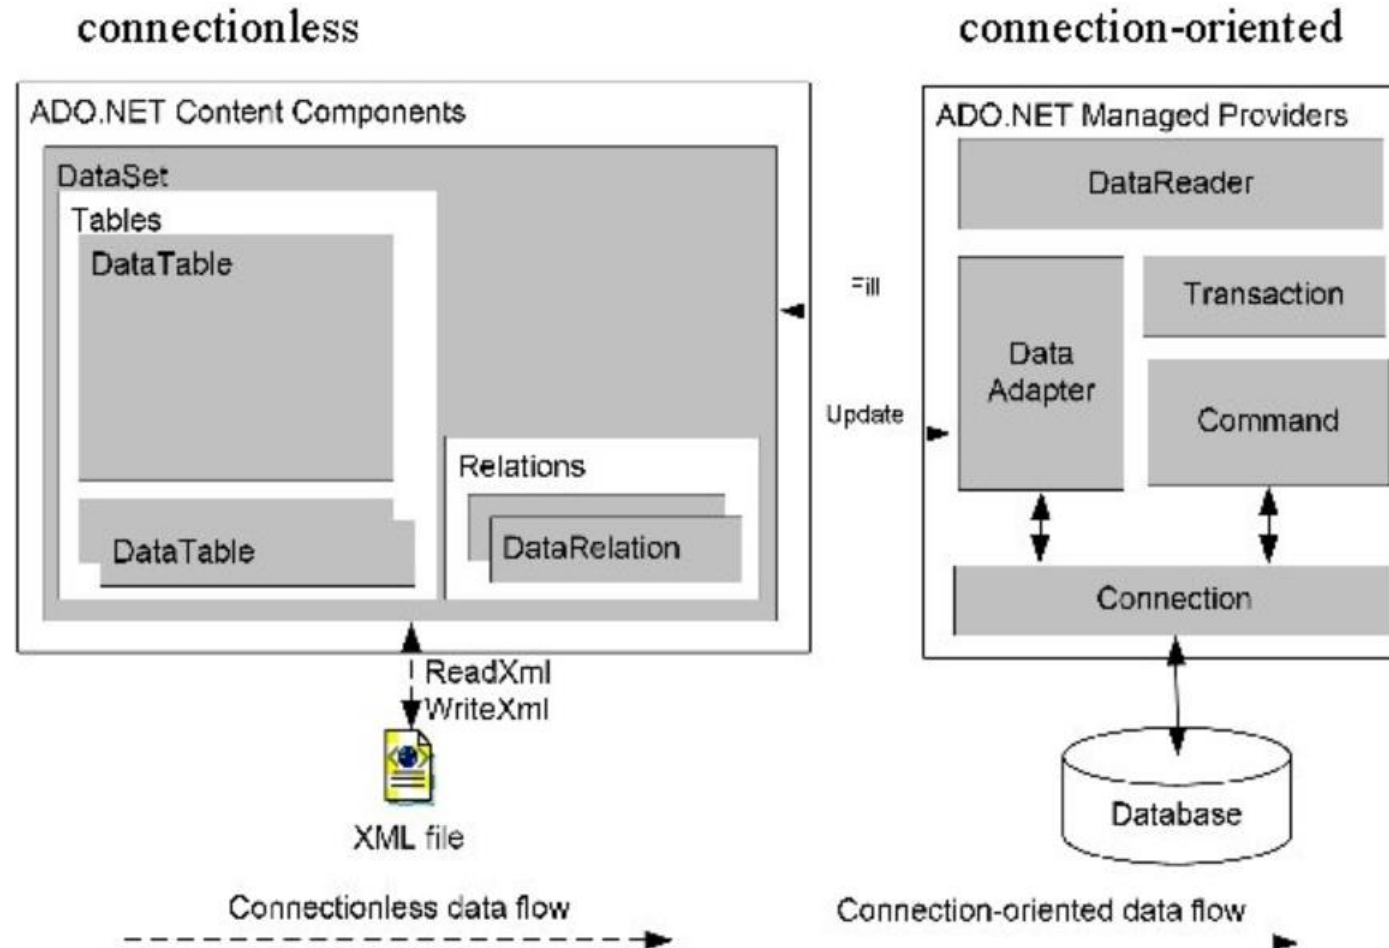 connectionless
connection-oriented
ADO.NET Content Components
DataSet
Tables
DataTable
DataTable
Relations
DataRelation
ReadXml
WriteXml
XML file
Connectionless data flow
Fill
Update
ADO.NET Managed Providers
DataReader
Data
Adapter
Transaction
Command
Connection
Database
Connection-oriented data flow